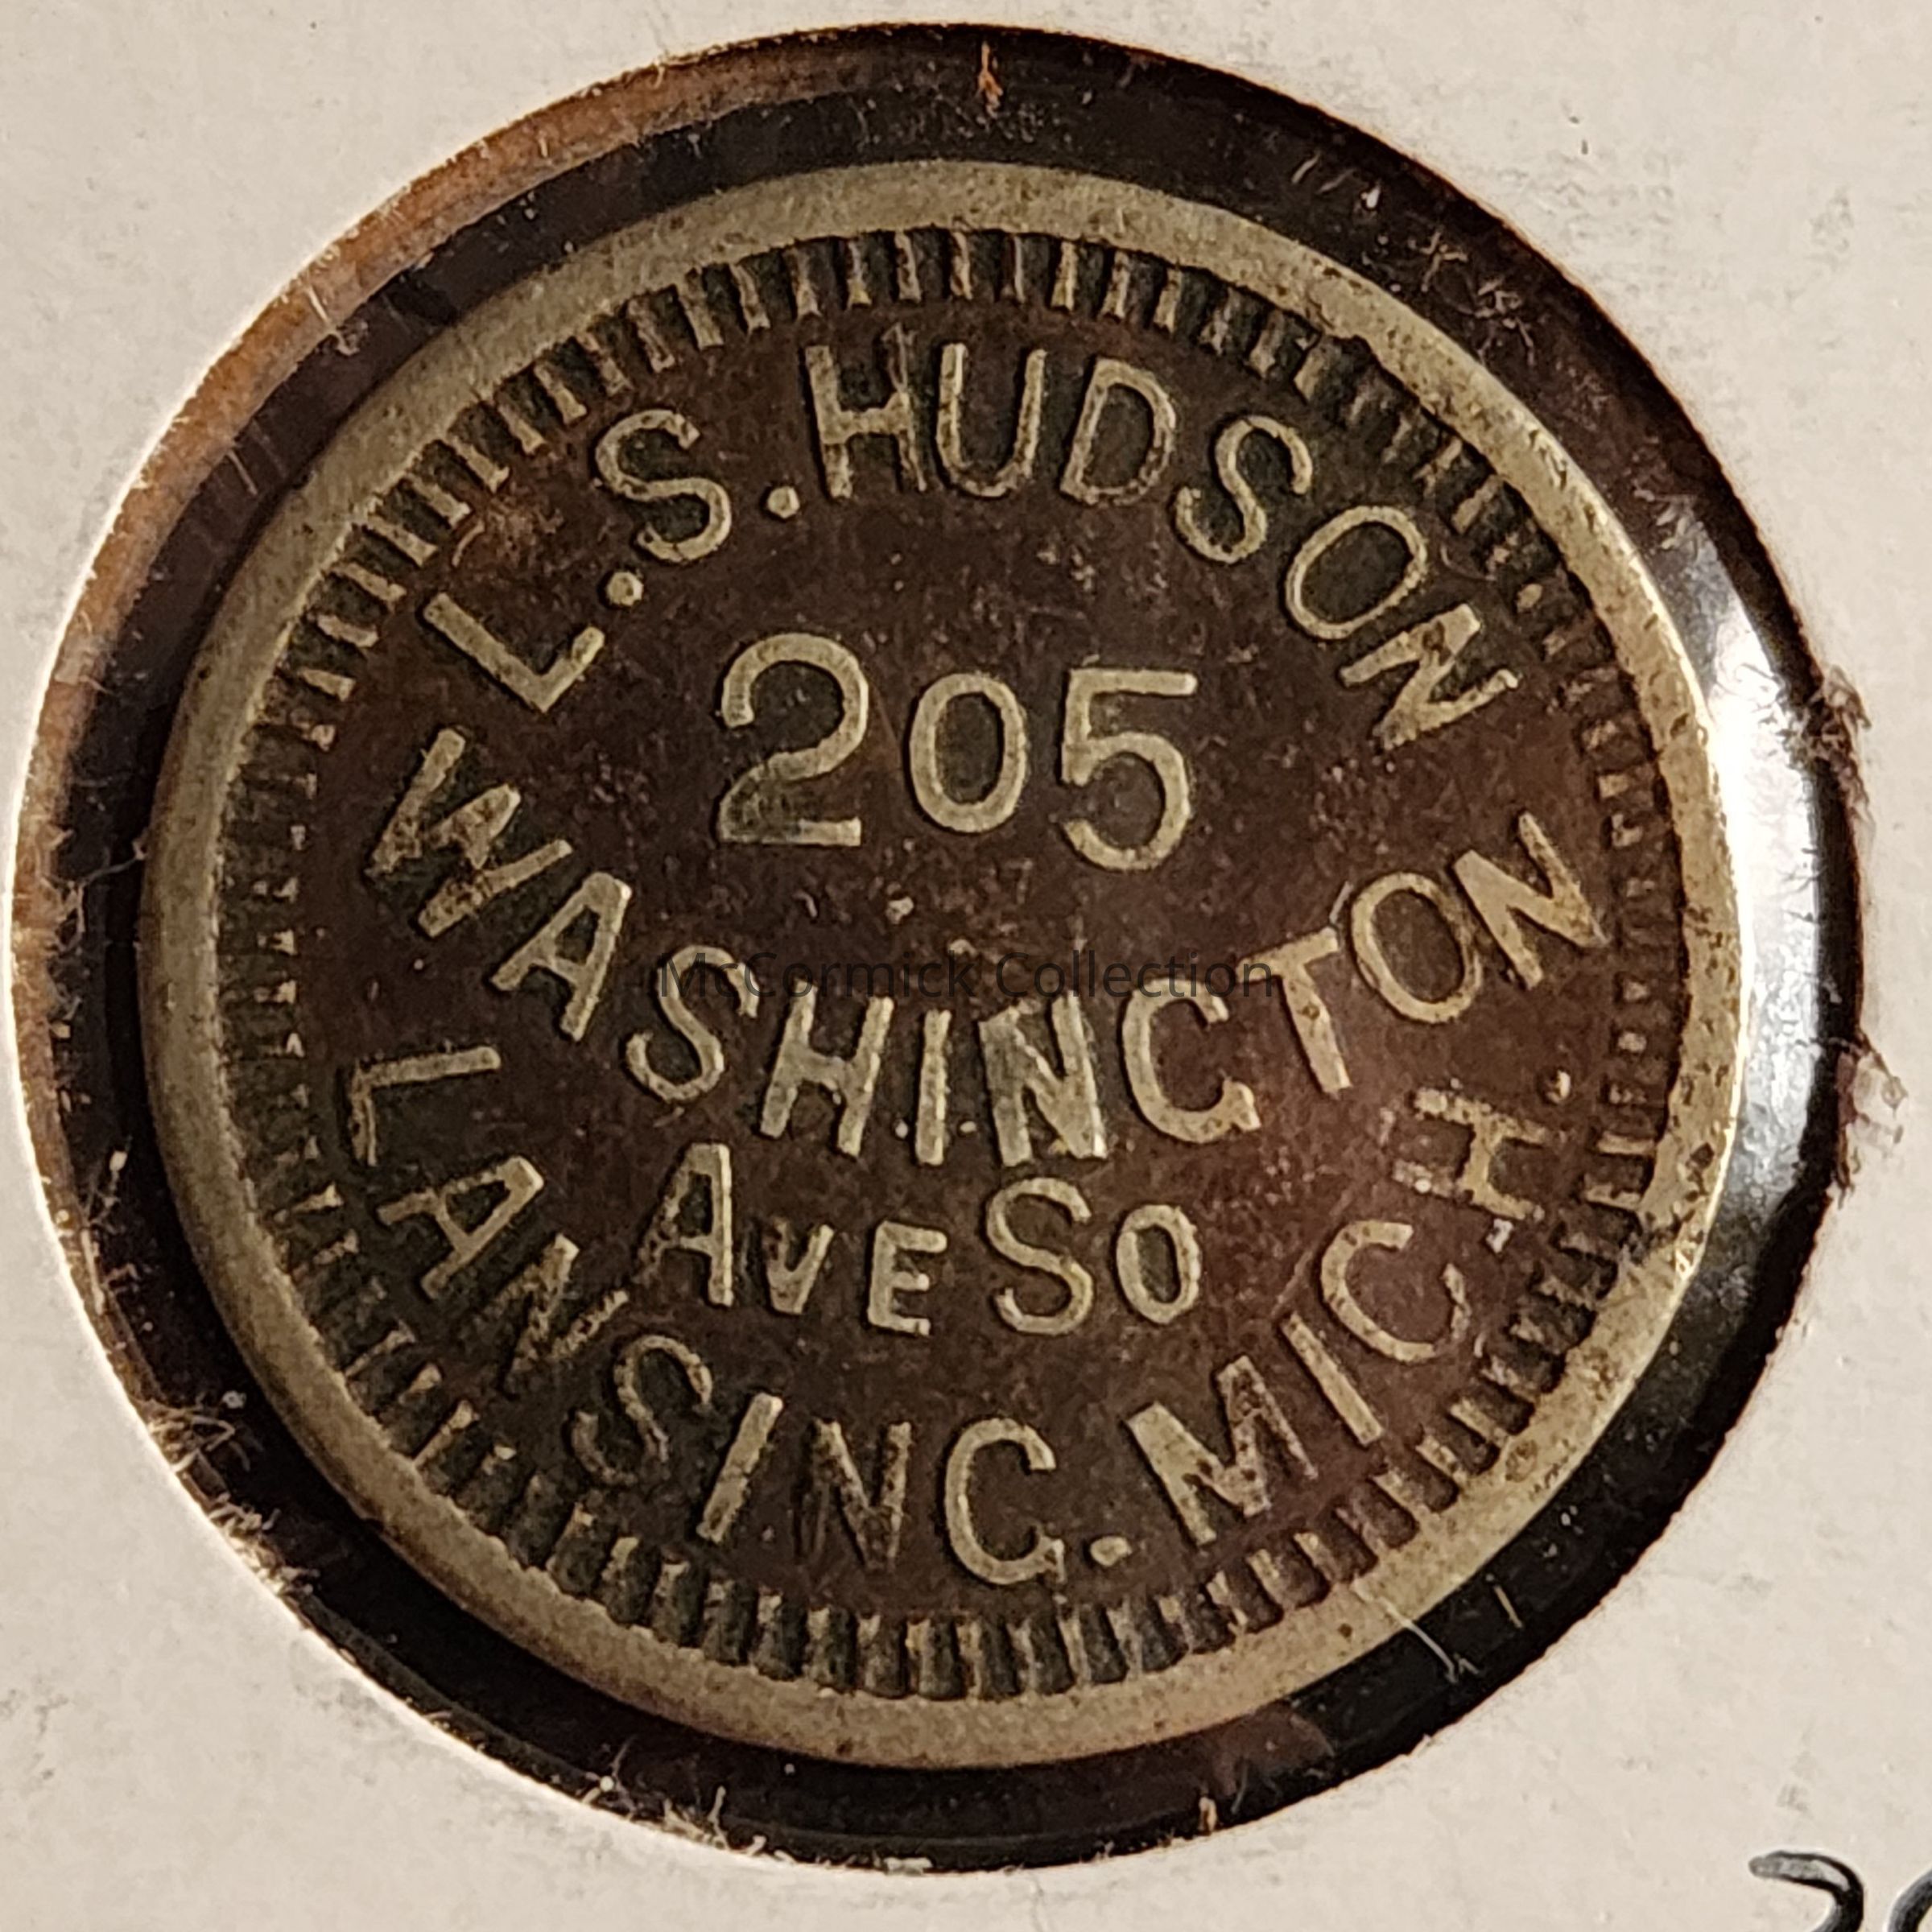 L.S.HUDSON
205
WASHINGTON
AVE SO
LANSING.MICH.
McCormick Collection